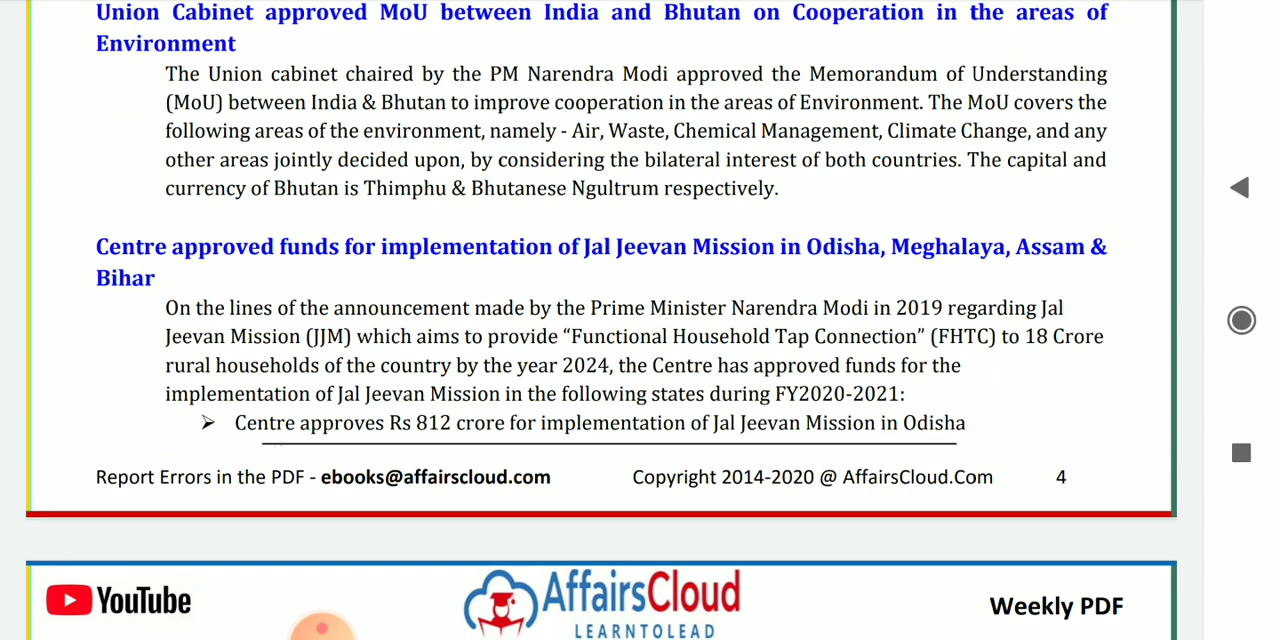 Union Cabinet approved MoU between India and Bhutan on Cooperation in the areas of
Environment
The Union cabinet chaired by the PM Narendra Modi approved the Memorandum of Understanding
(MoU) between India & Bhutan to improve cooperation in the areas of Environment. The MoU covers the
following areas of the environment, namely - Air, Waste, Chemical Management, Climate Change, and any
other areas jointly decided upon, by considering the bilateral interest of both countries. The capital and
currency of Bhutan is Thimphu & Bhutanese Ngultrum respectively.
Centre approved funds for implementation of Jal Jeevan Mission in Odisha, Meghalaya, Assam &
Bihar
On the lines of the announcement made by the Prime Minister Narendra Modi in 2019 regarding Jal
Jeevan Mission (JJM) which aims to provide “Functional Household Tap Connection” (FHTC) to 18 Crore
rural households of the country by the year 2024, the Centre has approved funds for the
implementation of Jal Jeevan Mission in the following states during FY2020-2021:
➢ Centre approves Rs 812 crore for implementation of Jal Jeevan Mission in Odisha
Report Errors in the PDF - ebooks@affairscloud.com Copyright 2014-2020 @ AffairsCloud.Com 4
YouTube AffairsCloud Weekly PDF
LEARNTOLEAD